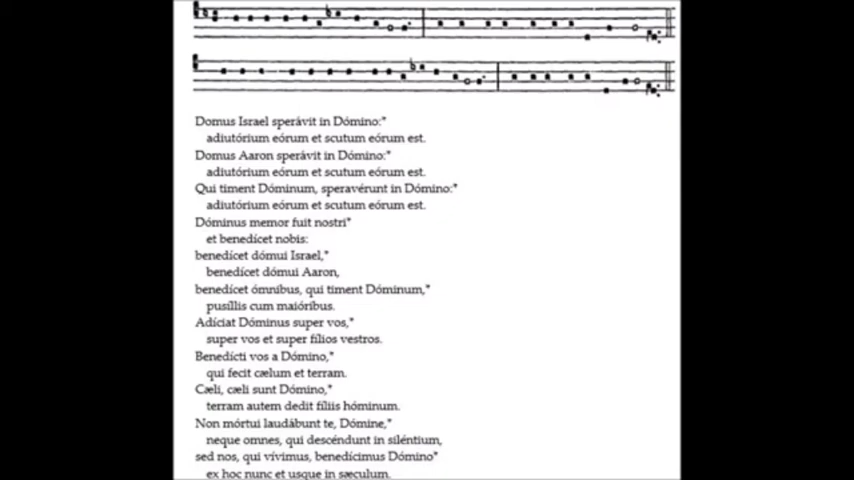 Domus Israel sperávit in Dómino:*
adiutórium eórum et scutum eórum est.
Domus Aaron sperávit in Dómino:*
adiutórium eórum et scutum eórum est.
Qui timent Dóminum, speravérunt in Dómino:*
adiutórium eórum et scutum eórum est.
Dóminus memor fuit nostri*
et benedícet nobis:
benedícet dómui Israel,*
benedícet dómui Aaron,
benedícet ómnibus, qui timent Dóminum,*
pusíllis cum maióribus.
Adíciat Dóminus super vos,*
super vos et super fílios vestros.
Benedícti vos a Dómino,*
qui fecit cælum et terram.
Cæli, cæli sunt Dómino,*
terram autem dedit fíliis hóminum.
Non mórtui laudábunt te, Dómine,*
neque omnes, qui descéndunt in siléntium,
sed nos, qui vívimus, benedícimus Dómino*
ex hoc nunc et usque in sæculum.